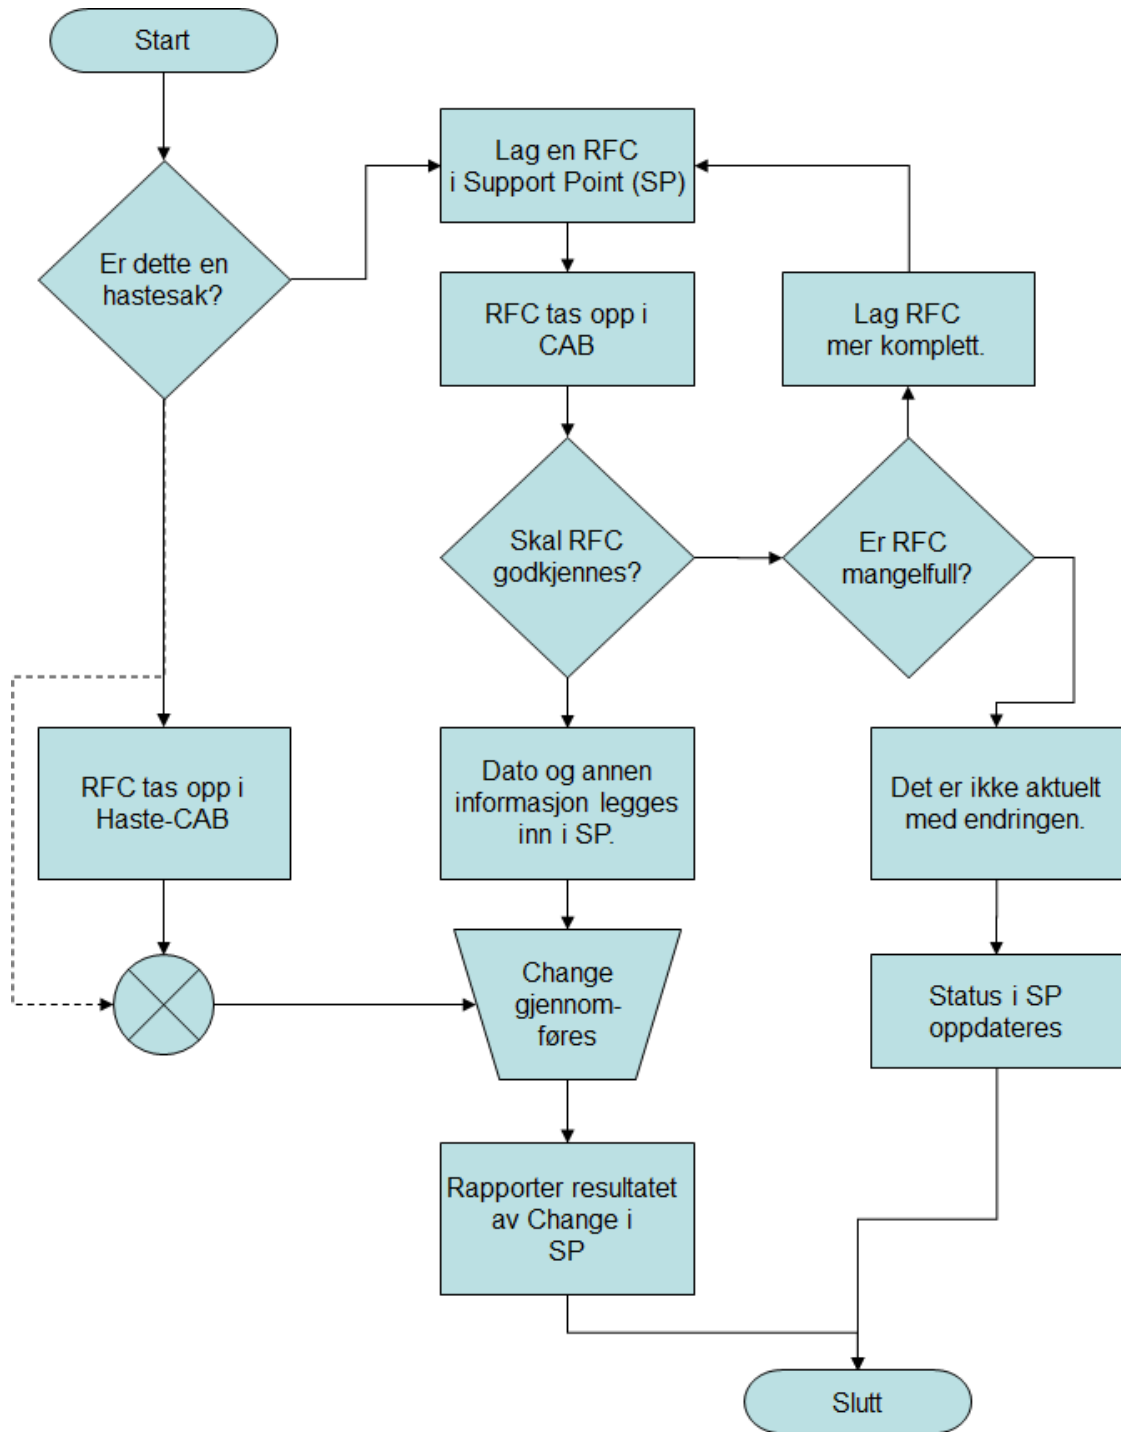 Start
Lag en RFC
i Support Point (SP)
Er dette en
hastesak?
RFC tas opp i
CAB
Lag RFC
mer komplett.
Skal RFC
godkjennes?
Er RFC
mangelfull?
RFC tas opp i
Haste-CAB
Dato og annen
informasjon legges
inn i SP.
Det er ikke aktuelt
med endringen.
Change
gjennom-
føres
Status i SP
oppdateres
Rapporter resultatet
av Change i
SP
Slutt